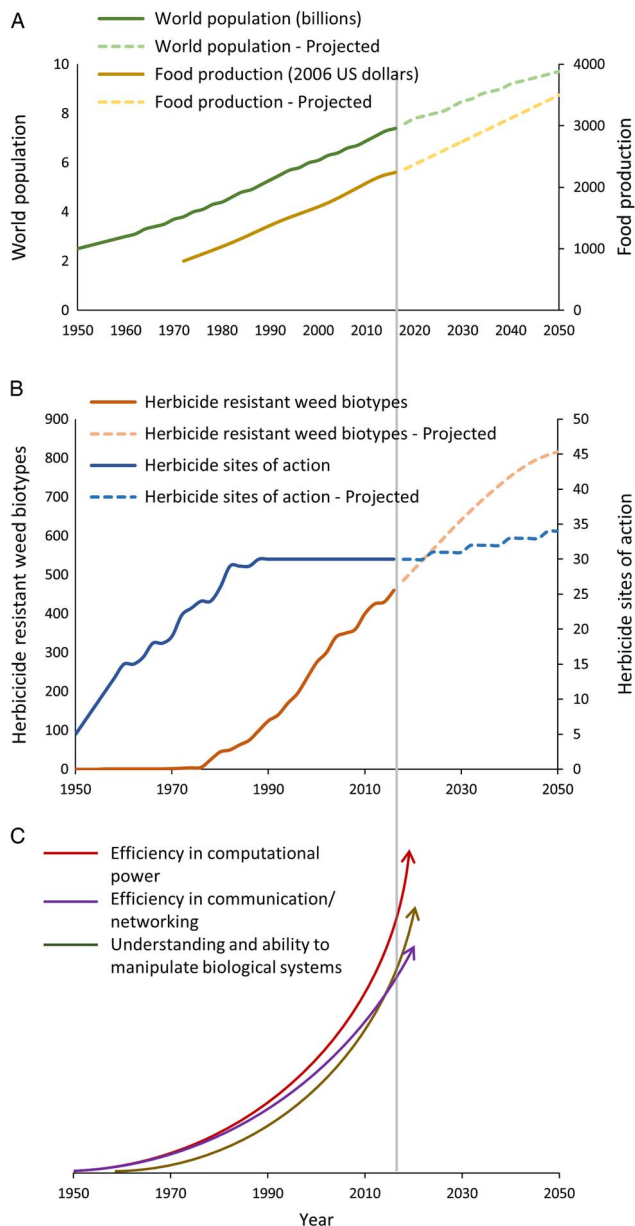 A
World population (billions)
World population - Projected
Food production (2006 US dollars)
Food production - Projected
World population
10
8
6
4
2
0
4000
3000
2000
1000
0
Food production
1950 1960 1970 1980 1990 2000 2010 2020 2030 2040 2050
B
Herbicide resistant weed biotypes
Herbicide resistant weed biotypes - Projected
Herbicide sites of action
Herbicide sites of action - Projected
Herbicicide resistant weed biotypes
900
800
700
600
500
400
300
200
100
0
50
45
40
35
30
25
20
15
10
5
0
Herbicide sites of action
1950 1970 1990 2010 2030 2050
C
Efficiency in computational
power
Efficiency in communication/
networking
Understanding and ability to
manipulate biological systems
1950 1970 1990 2010 2030 2050
Year